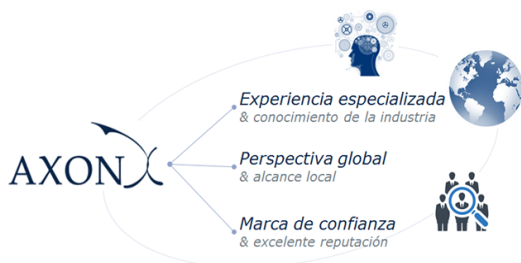 Experiencia especializada
& conocimiento de la industria
AXON
Perspectiva global
& alcance local
Marca de confianza
& excelente reputación